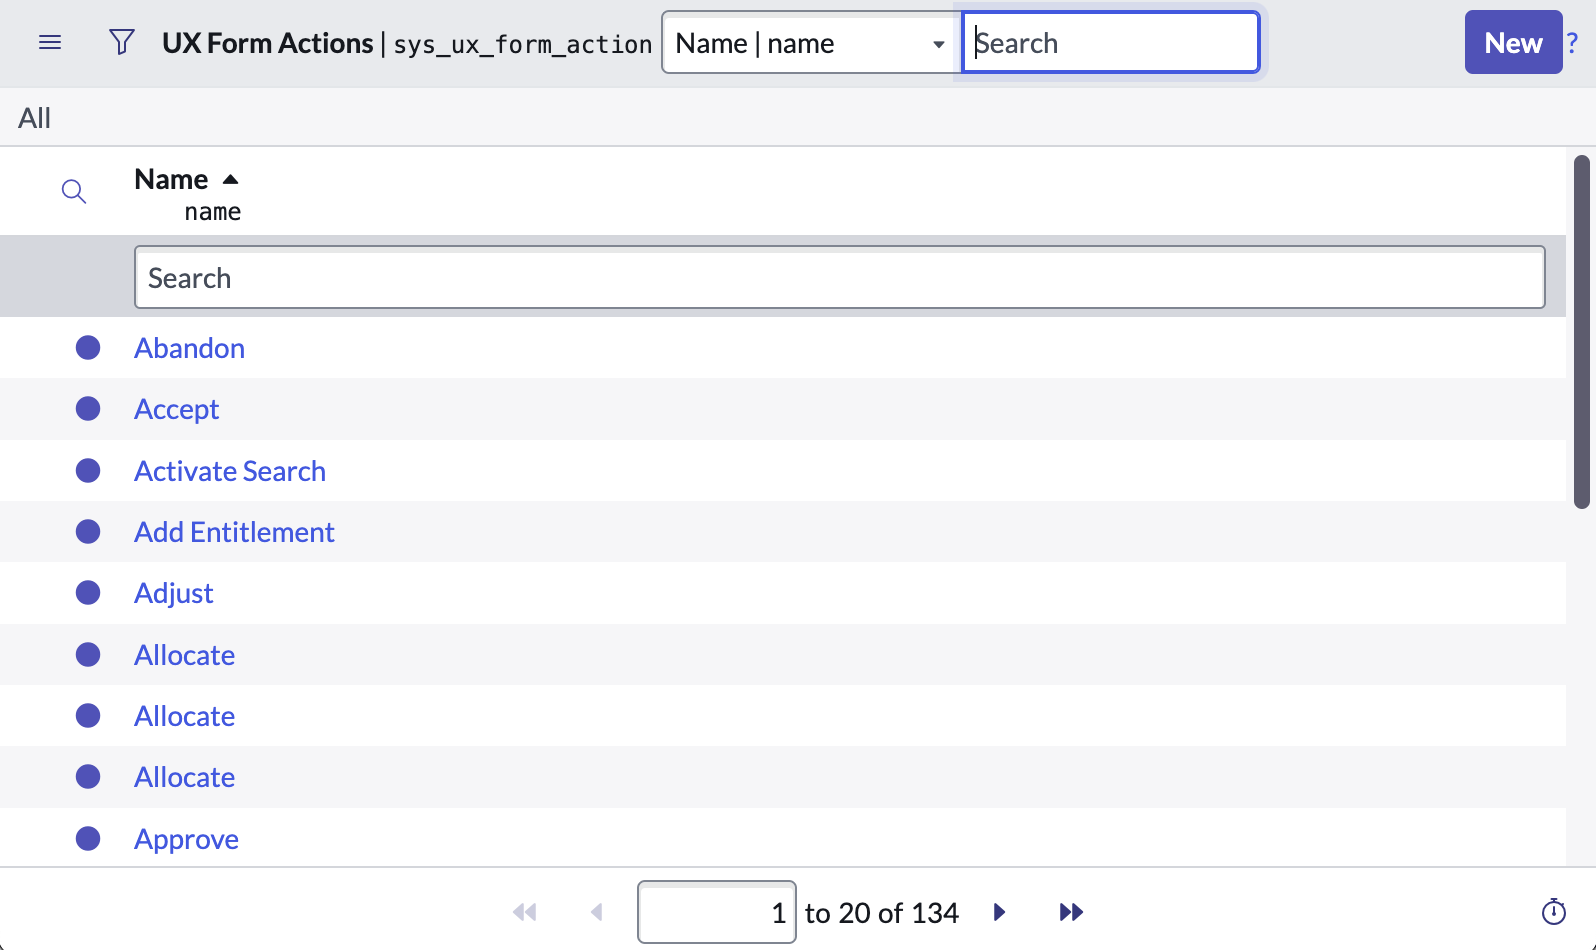 UX Form Actions | sys_ux_form_action Name | name Search New ?
All
Name
name
Search
Abandon
Accept
Activate Search
Add Entitlement
Adjust
Allocate
Allocate
Allocate
Approve
1 to 20 of 134